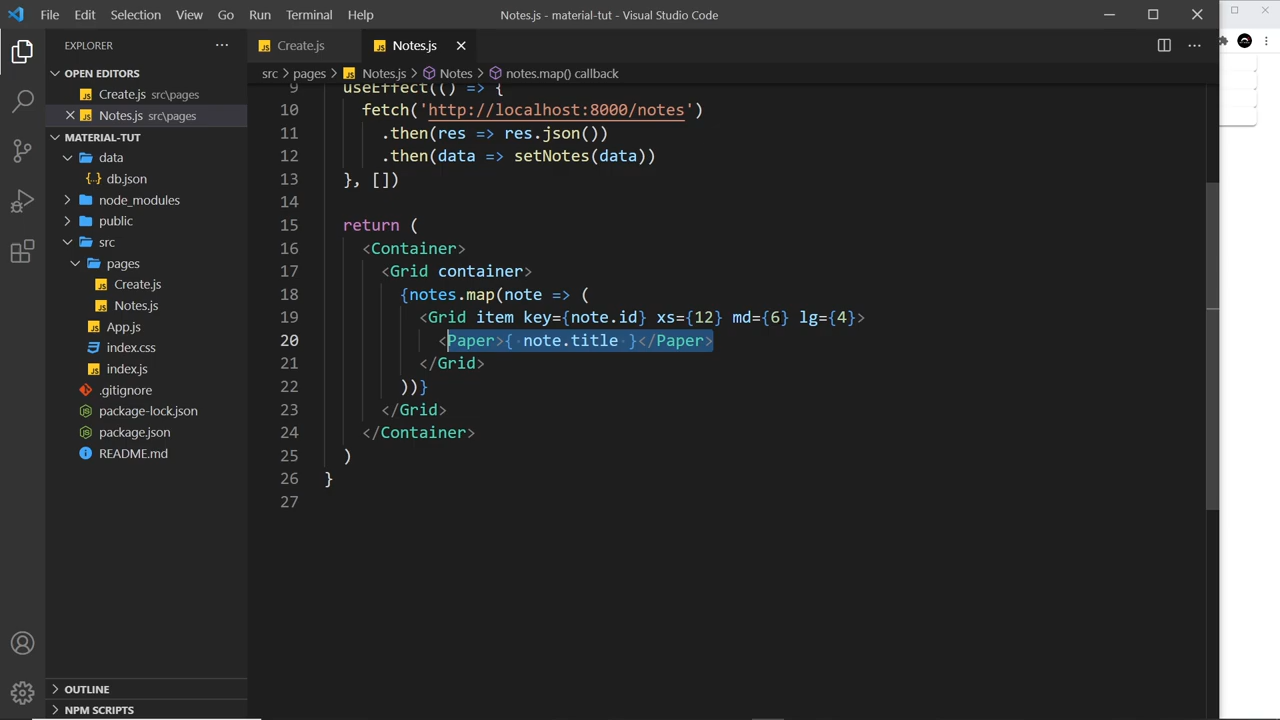 File Edit Selection View Go Run Terminal Help
Notes.js - material-tut - Visual Studio Code
EXPLORER
OPEN EDITORS
Create.js src\pages
Notes.js src\pages
MATERIAL-TUT
data
db.json
node_modules
public
src
pages
Create.js
Notes.js
App.js
index.css
index.js
.gitignore
package-lock.json
package.json
README.md
OUTLINE
NPM SCRIPTS
Create.js
Notes.js
src > pages > Notes.js > Notes > notes.map() callback
9 useEffect(() => {
10 fetch('http://localhost:8000/notes')
11 .then(res => res.json())
12 .then(data => setNotes(data))
13 }, [])
14
15 return (
16 <Container>
17 <Grid container>
18 {notes.map(note => (
19 <Grid item key={note.id} xs={12} md={6} lg={4}>
20 <Paper>{ note.title }</Paper>
21 </Grid>
22 ))}
23 </Grid>
24 </Container>
25 )
26 }
27